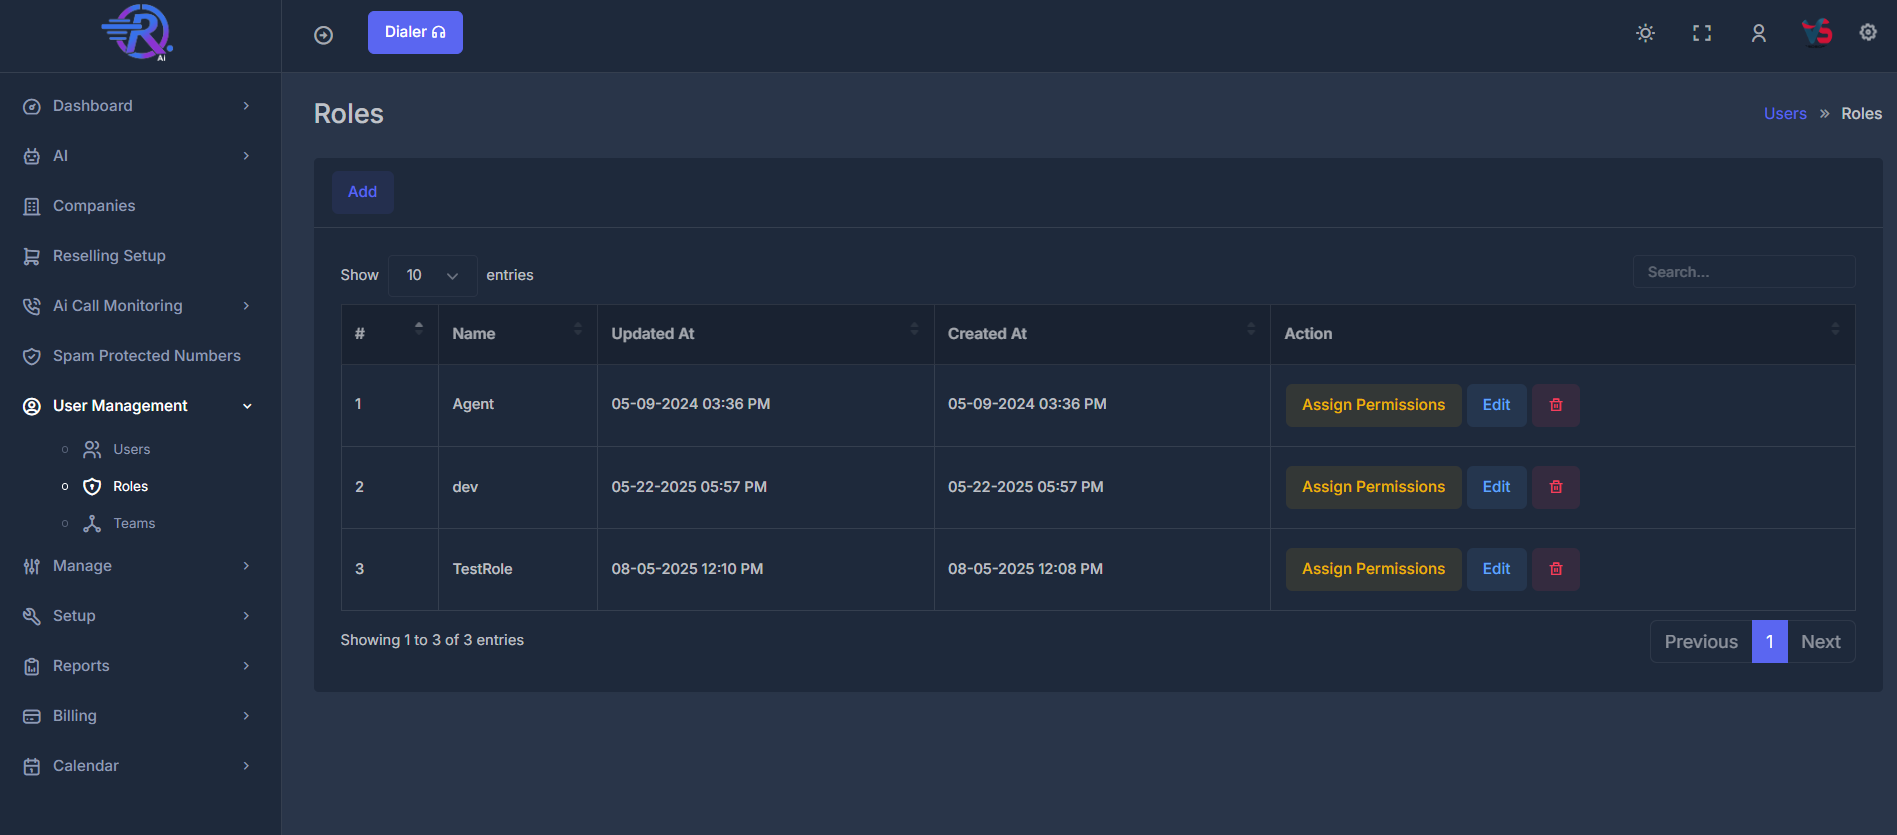 R.
Ai
Dialer
Dashboard
AI
Companies
Reselling Setup
Ai Call Monitoring
Spam Protected Numbers
User Management
Users
Roles
Teams
Manage
Setup
Reports
Billing
Calendar
Roles
Users » Roles
Add
Show 10 entries
Search...
# Name Updated At Created At Action
1 Agent 05-09-2024 03:36 PM 05-09-2024 03:36 PM Assign Permissions Edit
2 dev 05-22-2025 05:57 PM 05-22-2025 05:57 PM Assign Permissions Edit
3 TestRole 08-05-2025 12:10 PM 08-05-2025 12:08 PM Assign Permissions Edit
Showing 1 to 3 of 3 entries
Previous 1 Next